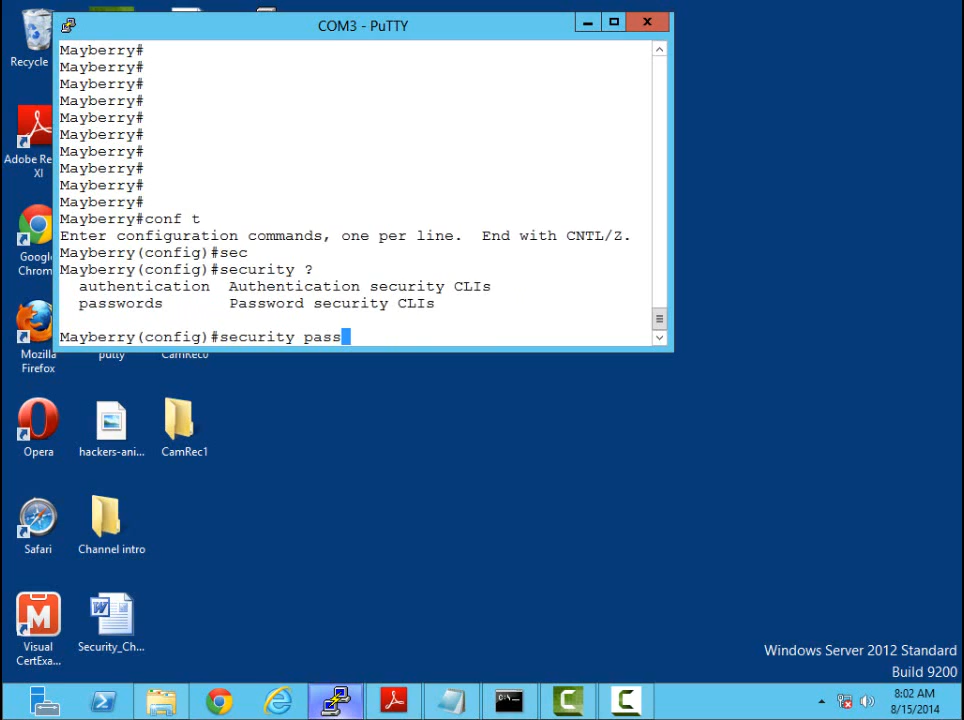 COM3 - PuTTY
Mayberry#
Mayberry#
Mayberry#
Mayberry#
Mayberry#
Mayberry#
Mayberry#
Mayberry#
Mayberry#
Mayberry#
Mayberry#conf t
Enter configuration commands, one per line.  End with CNTL/Z.
Mayberry(config)#sec
Mayberry(config)#security ?
  authentication  Authentication security CLIs
  passwords       Password security CLIs
Mayberry(config)#security pass
Recycle
Adobe Re
XI
Google
Chrom
Mozilla
Firefox
putty
CamRec0
Opera
hackers-ani...
CamRec1
Safari
Channel intro
Visual
CertExa...
Security_Ch...
Windows Server 2012 Standard
Build 9200
8:02 AM
8/15/2014